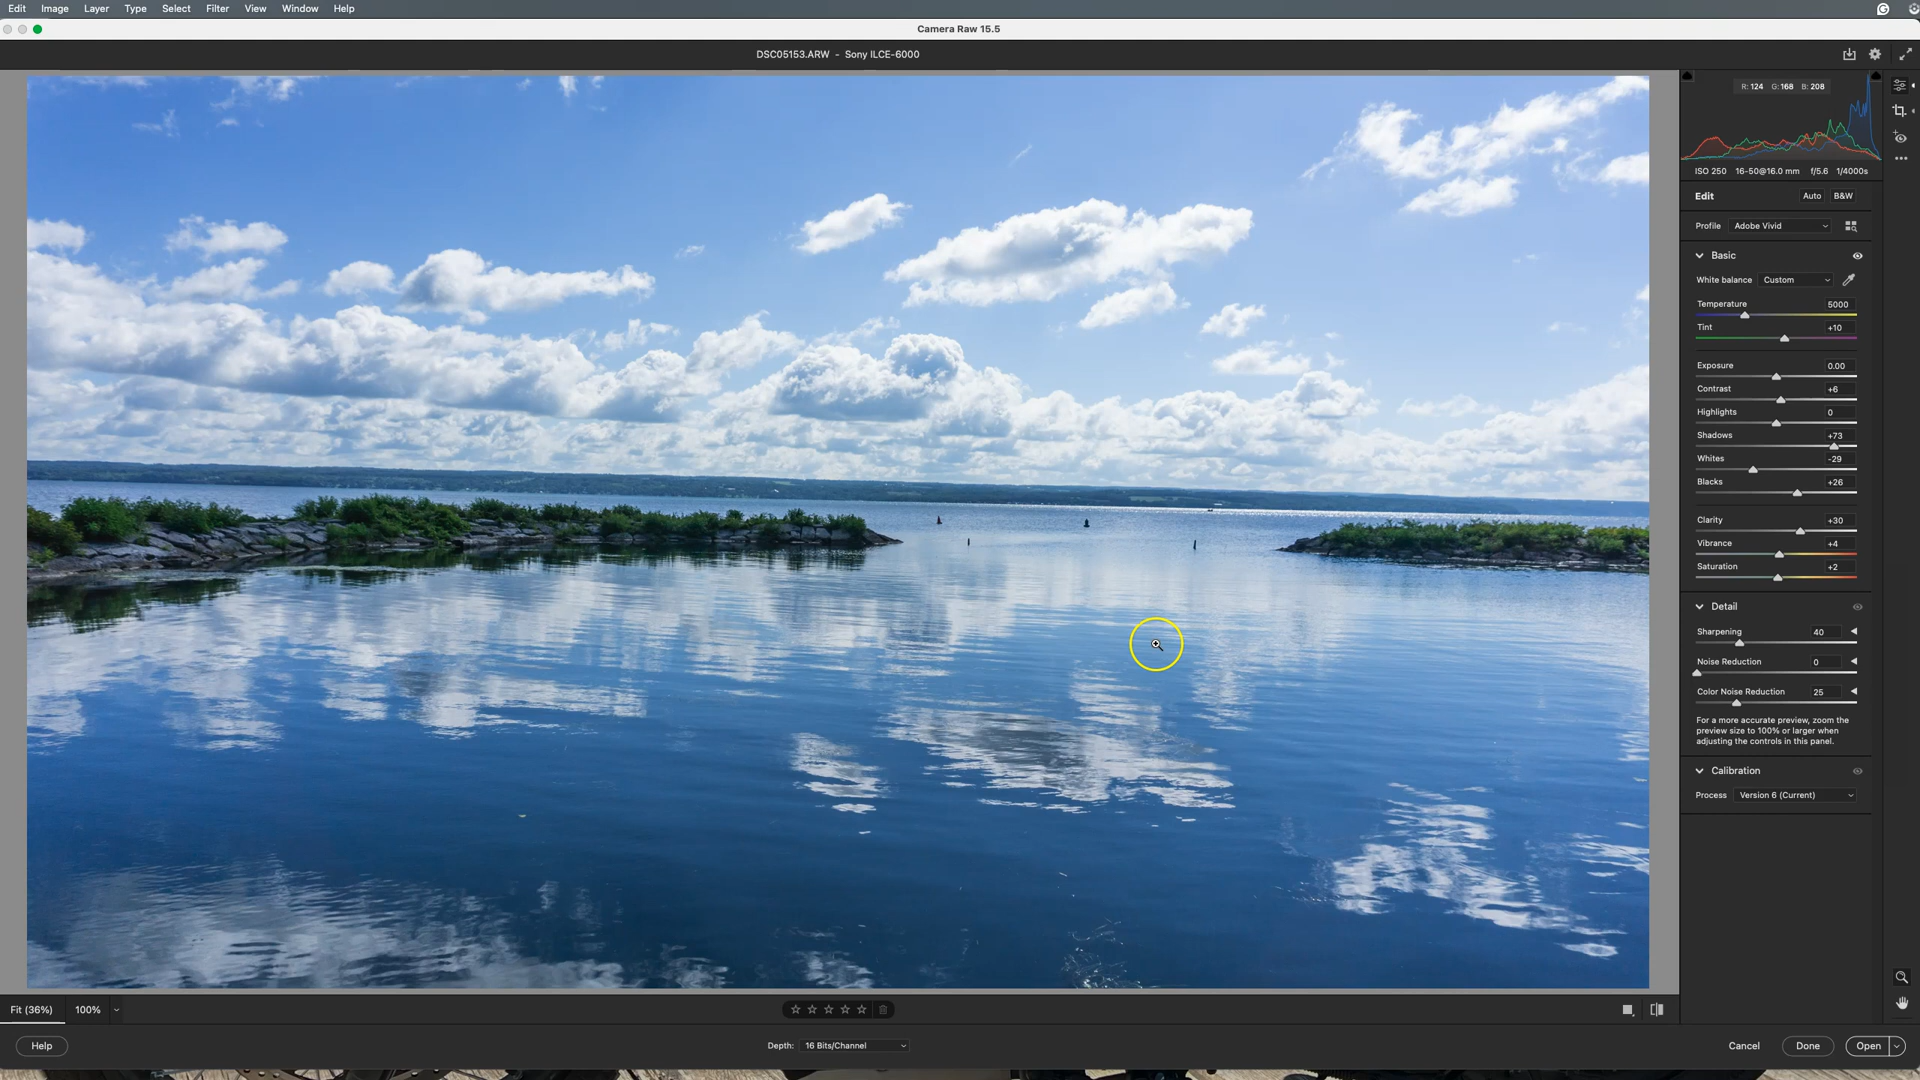 Edit Image Layer Type Select Filter View Window Help
Camera Raw 15.5
DSC05153.ARW - Sony ILCE-6000
R: 124 G: 168 B: 208
ISO 250 16-50@16.0 mm f/5.6 1/4000s
Edit Auto B&W
Profile Adobe Vivid
Basic
White balance Custom
Temperature 5000
Tint +10
Exposure 0.00
Contrast +6
Highlights 0
Shadows +73
Whites -29
Blacks +26
Clarity +30
Vibrance +4
Saturation +2
Detail
Sharpening 40
Noise Reduction 0
Color Noise Reduction 25
For a more accurate preview, zoom the
preview size to 100% or larger when
adjusting the controls in this panel.
Calibration
Process Version 6 (Current)
Fit (36%) 100%
Help Depth: 16 Bits/Channel Cancel Done Open